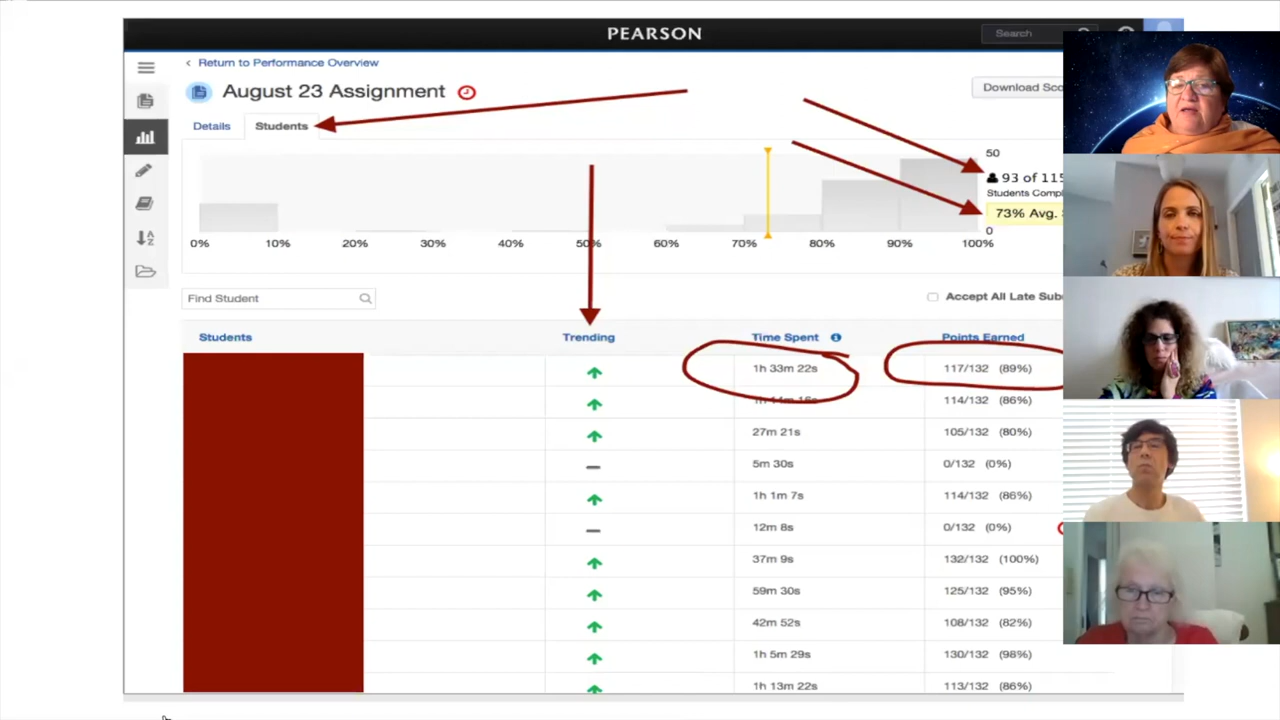 PEARSON
Search
Return to Performance Overview
August 23 Assignment
Download Sco
Details
Students
50
93 of 115
Students Compl
73% Avg.
0
0% 10% 20% 30% 40% 50% 60% 70% 80% 90% 100%
Find Student
Accept All Late Sub
Students Trending Time Spent Points Earned
1h 33m 22s 117/132 (89%)
1h 11m 16s 114/132 (86%)
27m 21s 105/132 (80%)
5m 30s 0/132 (0%)
1h 1m 7s 114/132 (86%)
12m 8s 0/132 (0%)
37m 9s 132/132 (100%)
59m 30s 125/132 (95%)
42m 52s 108/132 (82%)
1h 5m 29s 130/132 (98%)
1h 13m 22s 113/132 (86%)